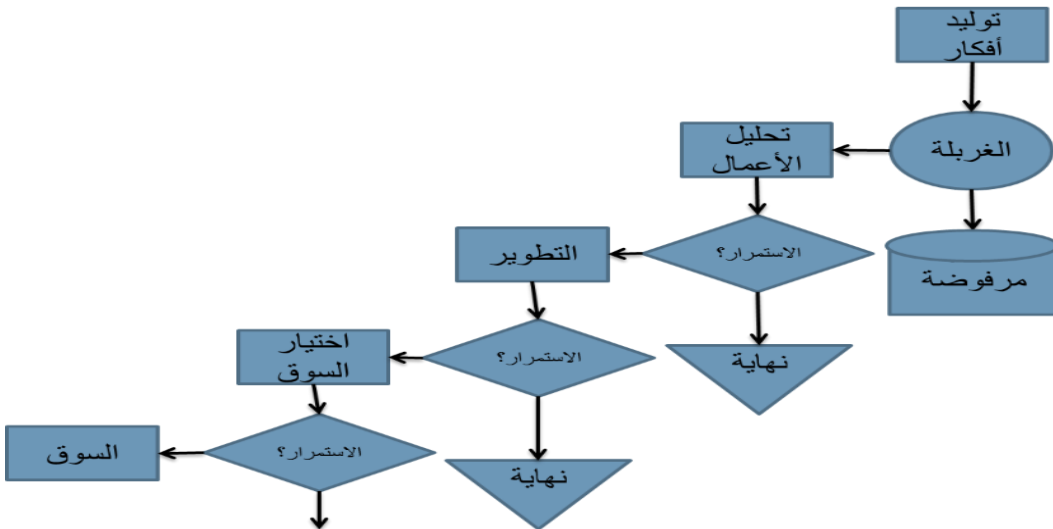 توليد
أفكار
الغربلة
مرفوضة
تحليل
الأعمال
الاستمرار؟
نهاية
التطوير
الاستمرار؟
نهاية
اختيار
السوق
الاستمرار؟
السوق